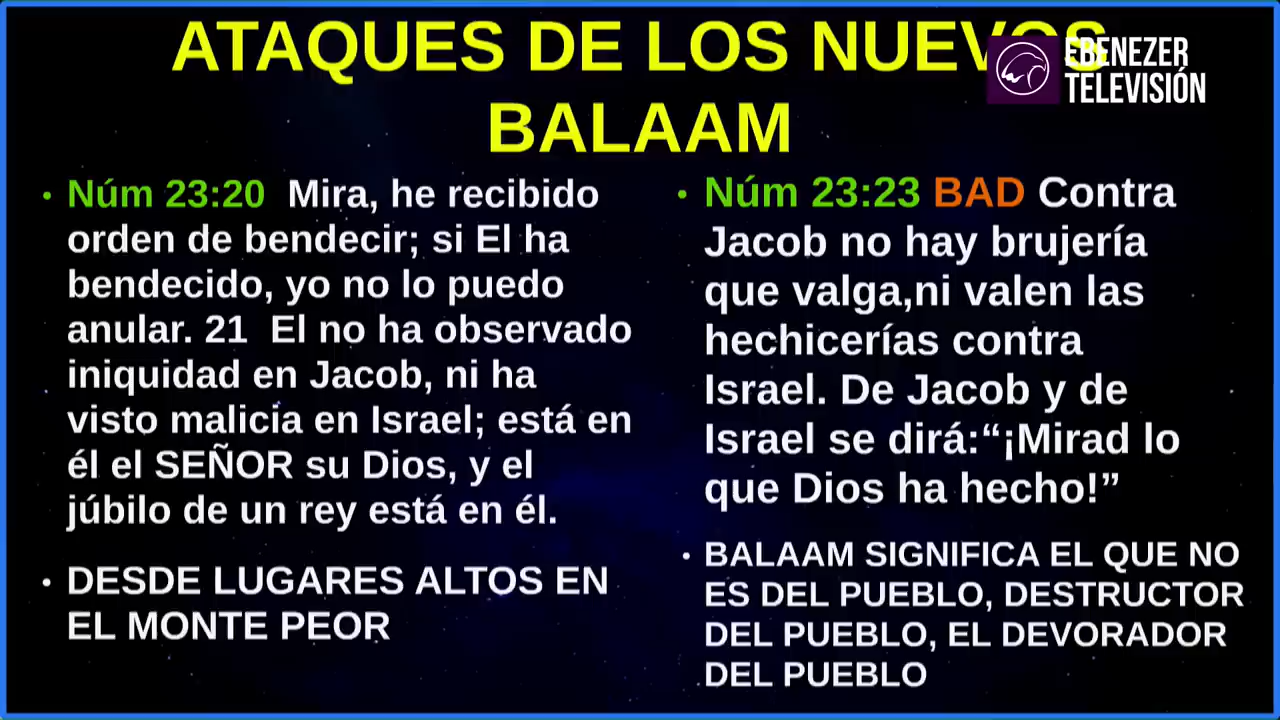 ATAQUES DE LOS NUEVOS
BALAAM
EBENEZER
TELEVISIÓN
• Núm 23:20 Mira, he recibido
orden de bendecir; si El ha
bendecido, yo no lo puedo
anular. 21 El no ha observado
iniquidad en Jacob, ni ha
visto malicia en Israel; está en
él el SEÑOR su Dios, y el
júbilo de un rey está en él.
• DESDE LUGARES ALTOS EN
EL MONTE PEOR
• Núm 23:23 BAD Contra
Jacob no hay brujería
que valga,ni valen las
hechicerías contra
Israel. De Jacob y de
Israel se dirá:“¡Mirad lo
que Dios ha hecho!”
• BALAAM SIGNIFICA EL QUE NO
ES DEL PUEBLO, DESTRUCTOR
DEL PUEBLO, EL DEVORADOR
DEL PUEBLO